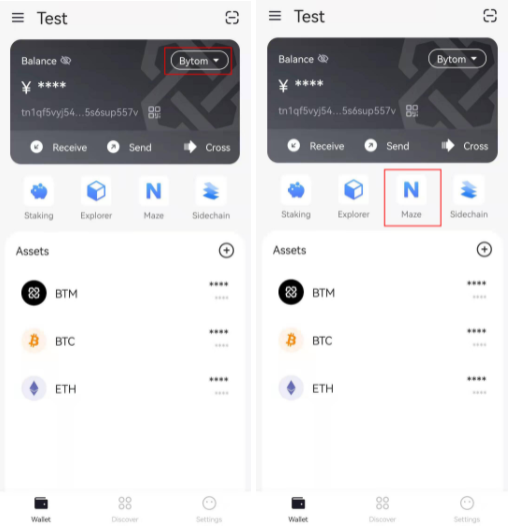 Test
Balance
Bytom
¥ ****
tn1qf5vyj54...5s6sup557v
Receive
Send
Cross
Staking
Explorer
Maze
Sidechain
Assets
BTM
****
****
BTC
****
****
ETH
****
****
Wallet
Discover
Settings
Test
Balance
Bytom
¥ ****
tn1qf5vyj54...5s6sup557v
Receive
Send
Cross
Staking
Explorer
Maze
Sidechain
Assets
BTM
****
****
BTC
****
****
ETH
****
****
Wallet
Discover
Settings